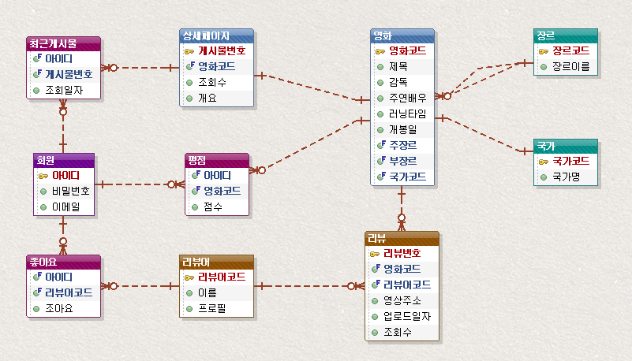 최근게시물
아이디
게시물번호
조회일자
상세페이지
게시물번호
영화코드
조회수
개요
영화
영화코드
제목
감독
주연배우
러닝타임
개봉일
주장르
부장르
국가코드
장르
장르코드
장르이름
국가
국가코드
국가명
회원
아이디
비밀번호
이메일
평점
아이디
영화코드
점수
좋아요
아이디
리뷰어코드
조아요
리뷰어
리뷰어코드
이름
프로필
리뷰
리뷰번호
영화코드
리뷰어코드
영상주소
업로드일자
조회수